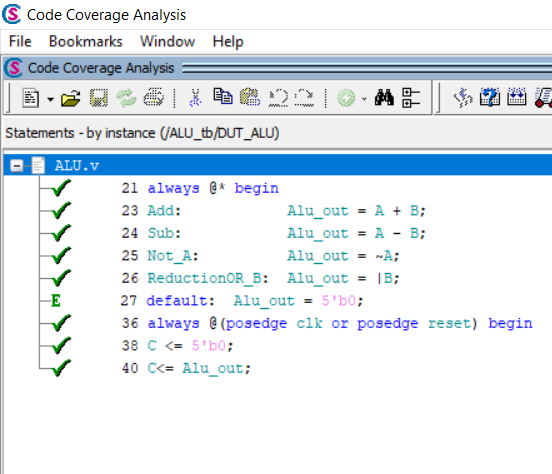 Code Coverage Analysis
File Bookmarks Window Help
Code Coverage Analysis
Statements - by instance (/ALU_tb/DUT_ALU)
ALU.v
21 always @* begin
23 Add: Alu_out = A + B;
24 Sub: Alu_out = A - B;
25 Not_A: Alu_out = ~A;
26 ReductionOR_B: Alu_out = |B;
E 27 default: Alu_out = 5'b0;
36 always @(posedge clk or posedge reset) begin
38 C <= 5'b0;
40 C<= Alu_out;